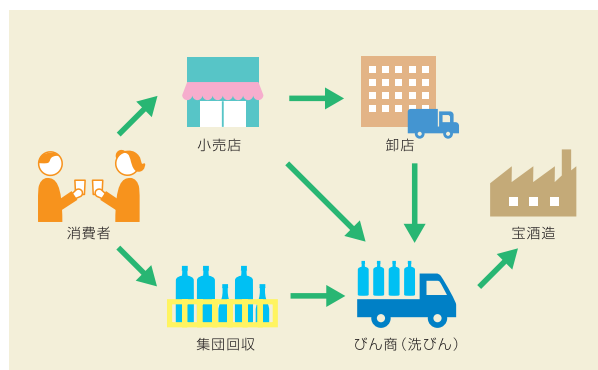 小売店
卸店
消費者
宝酒造
集団回収
びん商（洗びん）